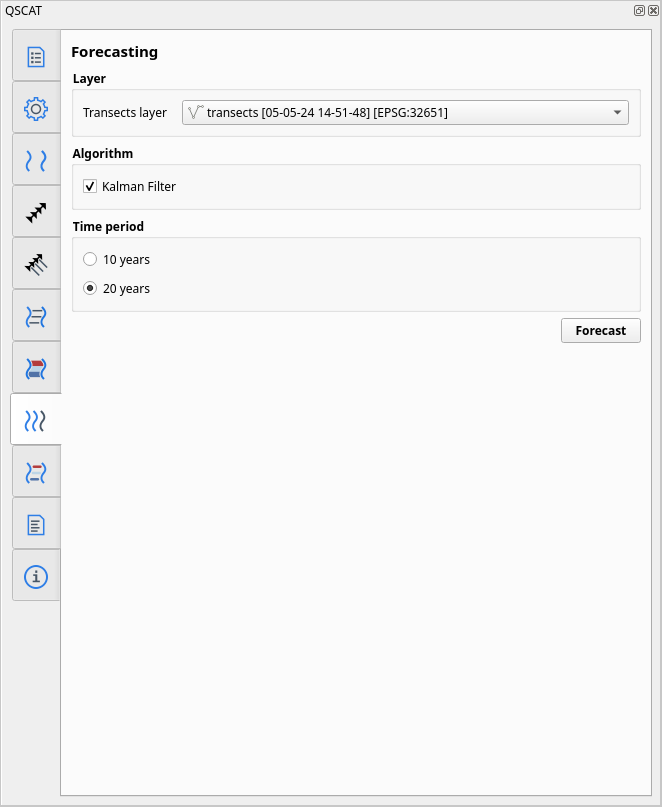 QSCAT
Forecasting
Layer
Transects layer transects [05-05-24 14-51-48] [EPSG:32651]
Algorithm
Kalman Filter
Time period
10 years
20 years
Forecast